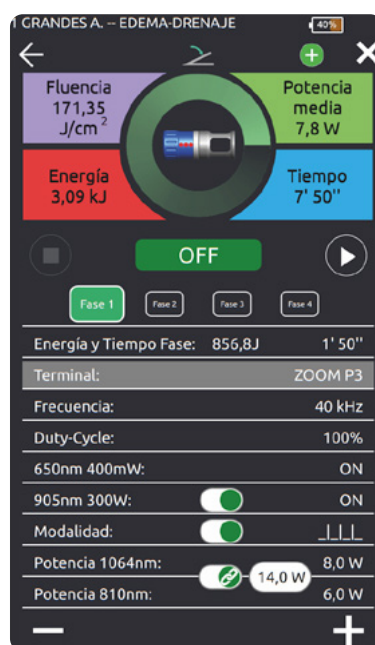 GRANDES A. -- EDEMA-DRENAJE
40%
Fluencia
171,35
J/cm²
Potencia
media
7,8 W
Energía
3,09 kJ
Tiempo
7' 50''
OFF
Fase 1
Fase 2
Fase 3
Fase 4
Energía y Tiempo Fase: 856,8J 1' 50''
Terminal: ZOOM P3
Frecuencia: 40 kHz
Duty-Cycle: 100%
650nm 400mW: ON
905nm 300W: ON
Modalidad:
Potencia 1064nm: 8,0 W
14,0 W
Potencia 810nm: 6,0 W